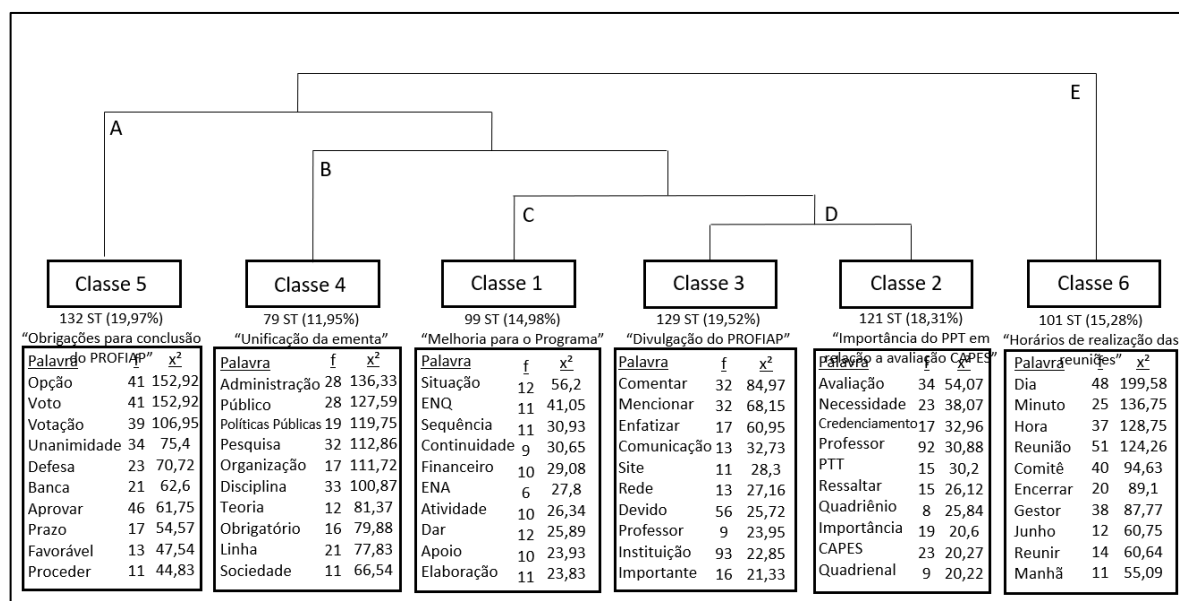 E
A
B
C
D
Classe 5
132 ST (19,97%)
“Obrigações para conclusão
do PROFIAP”
Palavra f x²
Opção 41 152,92
Voto 41 152,92
Votação 39 106,95
Unanimidade 34 75,4
Defesa 23 70,72
Banca 21 62,6
Aprovar 46 61,75
Prazo 17 54,57
Favorável 13 47,54
Proceder 11 44,83
Classe 4
79 ST (11,95%)
“Unificação da ementa”
Palavra f x²
Administração 28 136,33
Público 28 127,59
Políticas Públicas 19 119,75
Pesquisa 32 112,86
Organização 17 111,72
Disciplina 33 100,87
Teoria 12 81,37
Obrigatório 16 79,88
Linha 21 77,83
Sociedade 11 66,54
Classe 1
99 ST (14,98%)
“Melhoria para o Programa”
Palavra f x²
Situação 12 56,2
ENQ 11 41,05
Sequência 11 30,93
Continuidade 9 30,65
Financeiro 10 29,08
ENA 6 27,8
Atividade 10 26,34
Dar 12 25,89
Apoio 10 23,93
Elaboração 11 23,83
Classe 3
129 ST (19,52%)
“Divulgação do PROFIAP”
Palavra f x²
Comentar 32 84,97
Mencionar 32 68,15
Enfatizar 17 60,95
Comunicação 13 32,73
Site 11 28,3
Rede 13 27,16
Devido 56 25,72
Professor 9 23,95
Instituição 93 22,85
Importante 16 21,33
Classe 2
121 ST (18,31%)
“Importância do PPT em
relação a avaliação CAPES”
Palavra f x²
Avaliação 34 54,07
Necessidade 23 38,07
Credenciamento 17 32,96
Professor 92 30,88
PTT 15 30,2
Ressaltar 15 26,12
Quadriênio 8 25,84
Importância 19 20,6
CAPES 23 20,27
Quadrienal 9 20,22
Classe 6
101 ST (15,28%)
“Horários de realização das
reuniões”
Palavra f x²
Dia 48 199,58
Minuto 25 136,75
Hora 37 128,75
Reunião 51 124,26
Comitê 40 94,63
Encerrar 20 89,1
Gestor 38 87,77
Junho 12 60,75
Reunir 14 60,64
Manhã 11 55,09